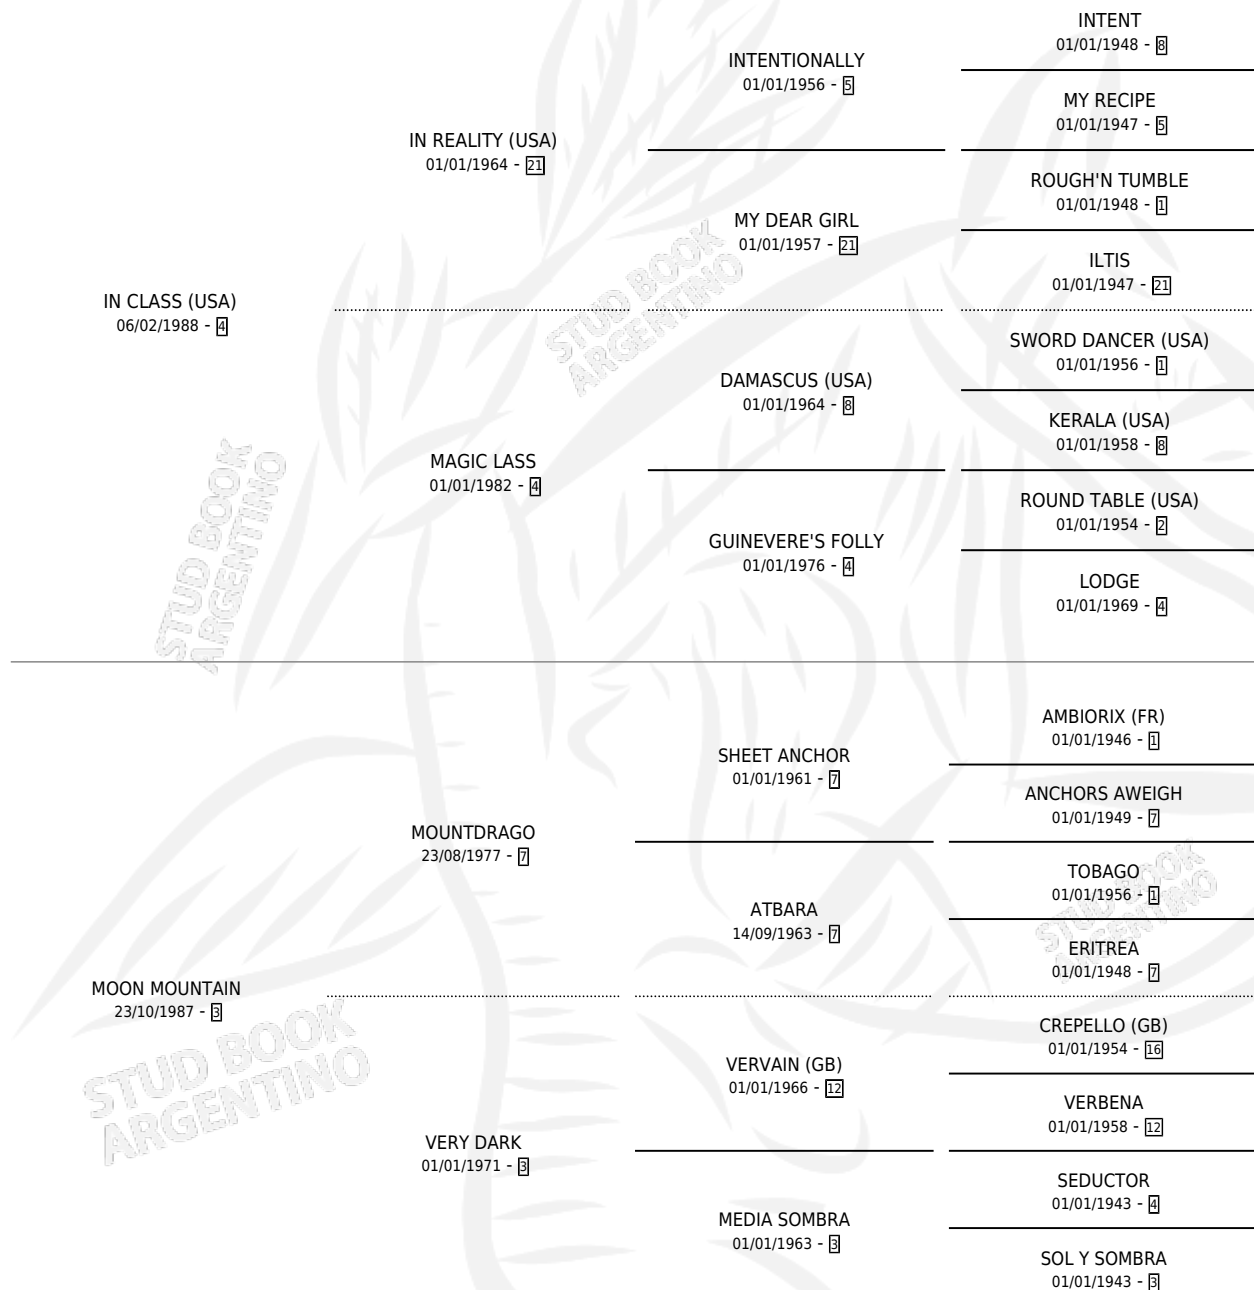 INTENT
01/01/1948 - 8
INTENTIONALLY
01/01/1956 - 5
MY RECIPE
01/01/1947 - 5
IN REALITY (USA)
01/01/1964 - 21
ROUGH'N TUMBLE
01/01/1948 - 1
MY DEAR GIRL
01/01/1957 - 21
ILTIS
01/01/1947 - 21
IN CLASS (USA)
06/02/1988 - 4
STUD BOOK
ARGENTINO
SWORD DANCER (USA)
01/01/1956 - 1
DAMASCUS (USA)
01/01/1964 - 8
KERALA (USA)
01/01/1958 - 8
MAGIC LASS
01/01/1982 - 4
ROUND TABLE (USA)
01/01/1954 - 2
GUINEVERE'S FOLLY
01/01/1976 - 4
LODGE
01/01/1969 - 4
STUD BOOK
ARGENTINO
AMBIORIX (FR)
01/01/1946 - 1
SHEET ANCHOR
01/01/1961 - 7
ANCHORS AWEIGH
01/01/1949 - 7
MOUNTDRAGO
23/08/1977 - 7
TOBAGO
01/01/1956 - 1
ATBARA
14/09/1963 - 7
STUD BOOK
ARGENTINO
ERITREA
01/01/1948 - 7
MOON MOUNTAIN
23/10/1987 - 3
STUD BOOK
ARGENTINO
CREPELLO (GB)
01/01/1954 - 16
VERVAIN (GB)
01/01/1966 - 12
VERBENA
01/01/1958 - 12
VERY DARK
01/01/1971 - 3
SEDUCTOR
01/01/1943 - 4
MEDIA SOMBRA
01/01/1963 - 3
SOL Y SOMBRA
01/01/1943 - 3